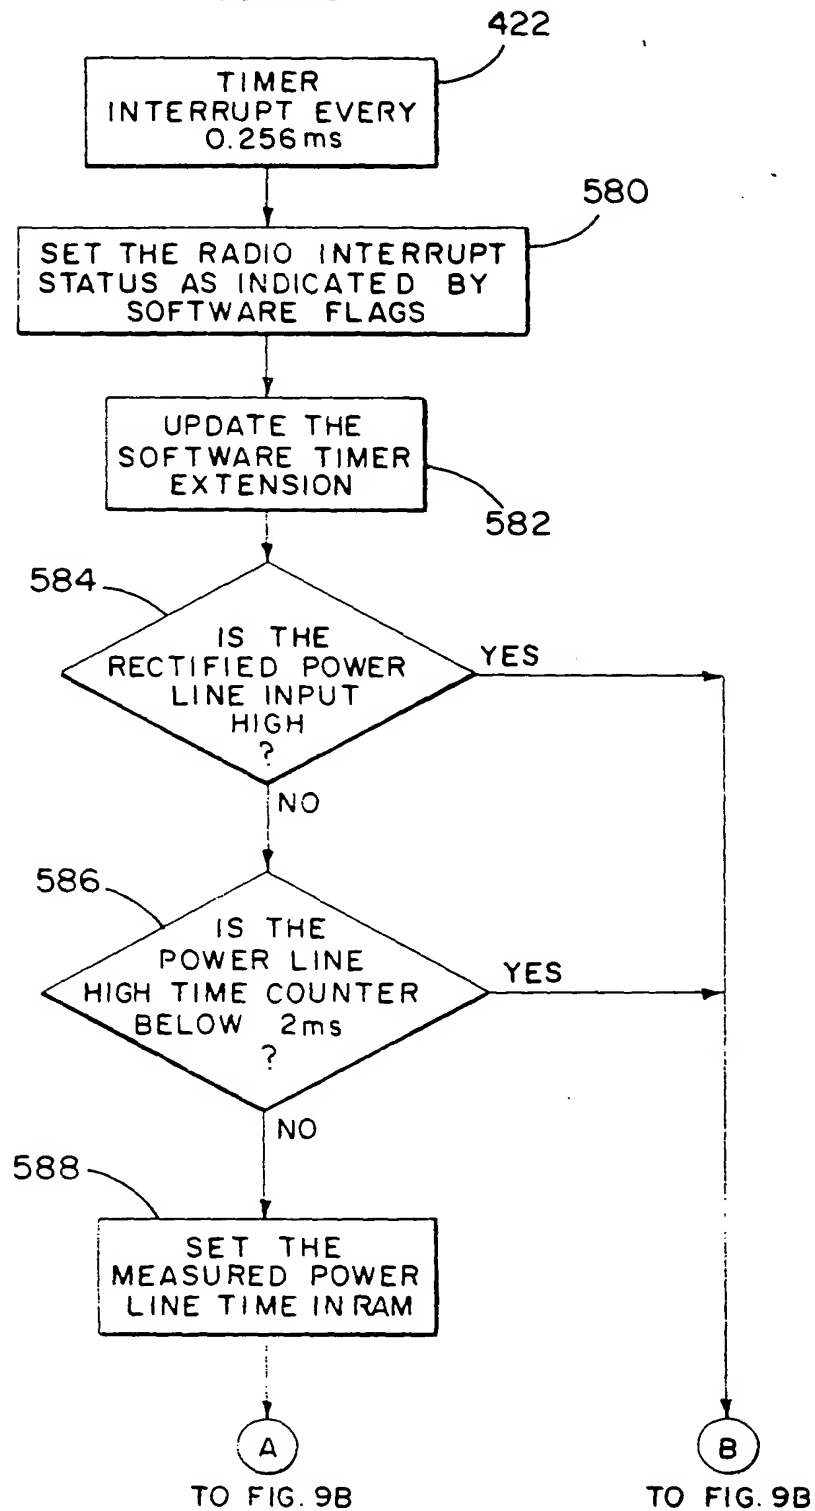 422
TIMER
INTERRUPT EVERY
0.256ms
580
SET THE RADIO INTERRUPT
STATUS AS INDICATED BY
SOFTWARE FLAGS
UPDATE THE
SOFTWARE TIMER
EXTENSION
582
584
IS THE
RECTIFIED POWER
LINE INPUT
HIGH
?
YES
NO
586
IS THE
POWER LINE
HIGH TIME COUNTER
BELOW 2ms
?
YES
NO
588
SET THE
MEASURED POWER
LINE TIME IN RAM
A
B
TO FIG. 9B
TO FIG. 9B